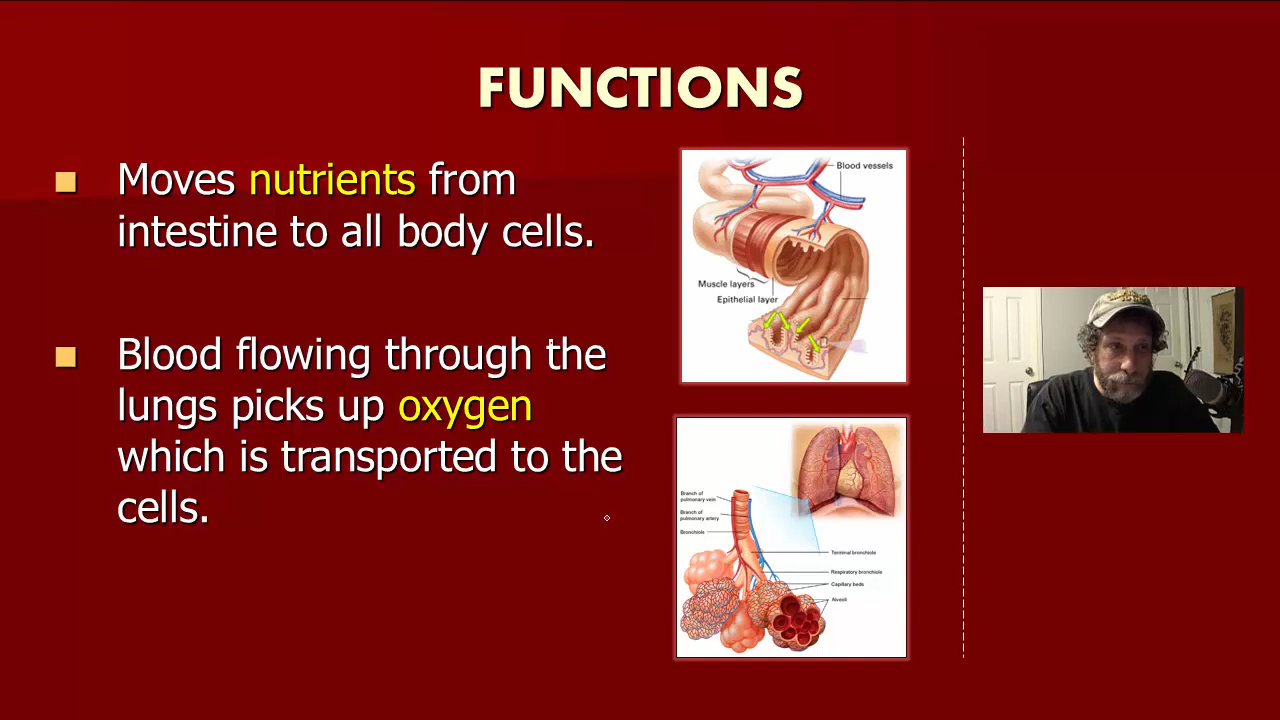 FUNCTIONS
Moves nutrients from
intestine to all body cells.
Blood flowing through the
lungs picks up oxygen
which is transported to the
cells.
Blood vessels
Muscle layers
Epithelial layer
Branch of
pulmonary vein
Branch of
pulmonary artery
Bronchiole
Terminal bronchiole
Respiratory bronchiole
Capillary beds
Alveoli